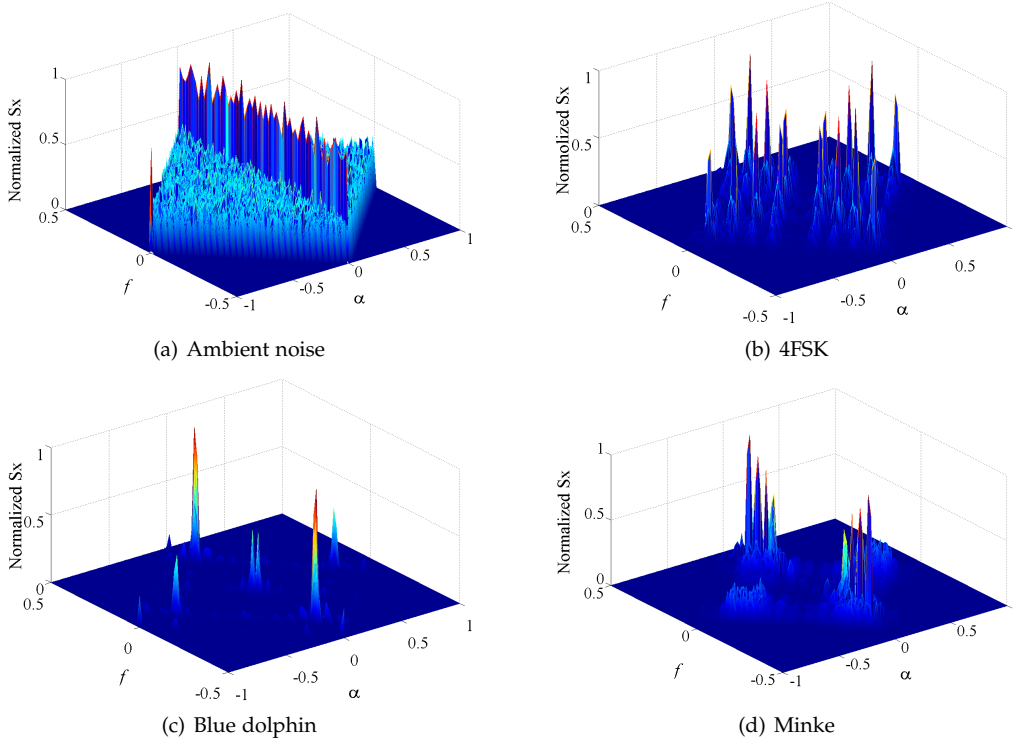 Normalized Sx
1
0.5
0
0.5
0
-0.5
f
-1
-0.5
0
0.5
1
α
(a) Ambient noise
Normolized Sx
1
0.5
0
0.5
0
-0.5
f
-1
-0.5
0
0.5
α
(b) 4FSK
Normalized Sx
1
0.5
0
0.5
0
-0.5
f
-1
-0.5
0
0.5
1
α
(c) Blue dolphin
Normalized Sx
1
0.5
0
0.5
0
-0.5
f
-1
-0.5
0
0.5
α
(d) Minke